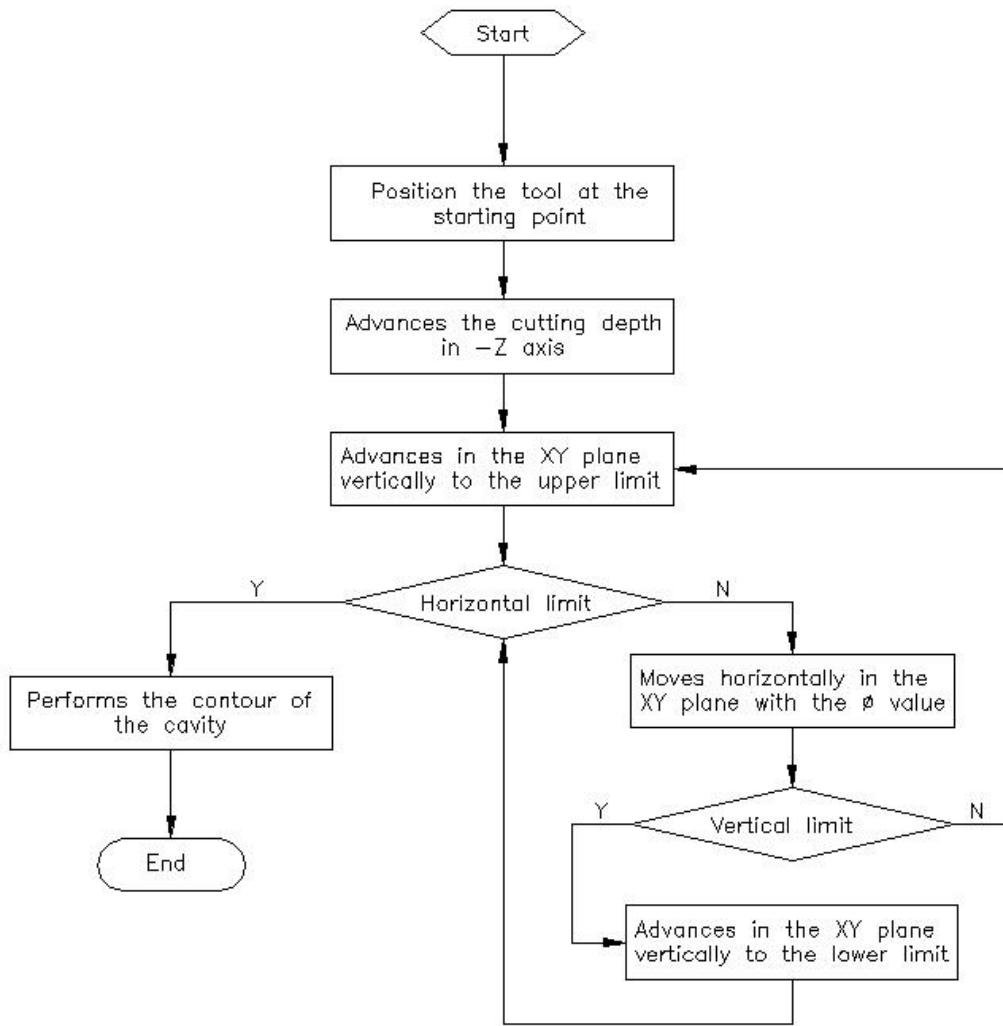 Start
Position the tool at the
starting point
Advances the cutting depth
in -Z axis
Advances in the XY plane
vertically to the upper limit
Y
Horizontal limit
N
Performs the contour of
the cavity
Moves horizontally in the
XY plane with the ø value
Y
Vertical limit
N
End
Advances in the XY plane
vertically to the lower limit